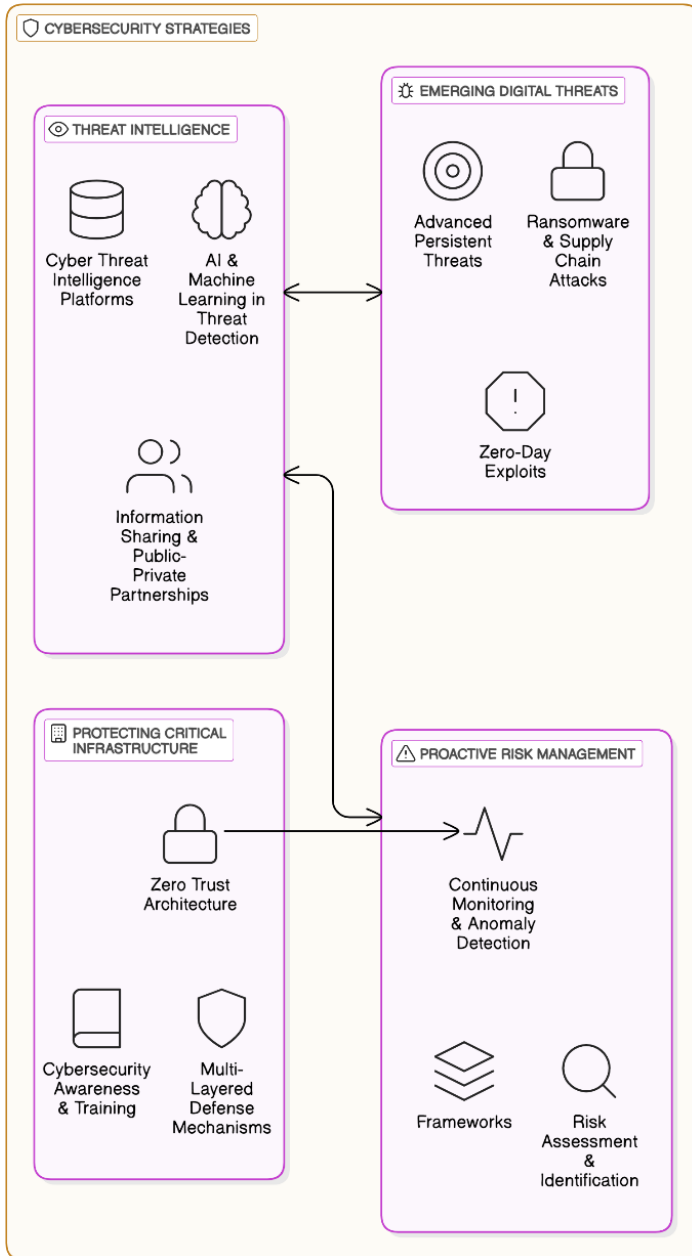 CYBERSECURITY STRATEGIES
THREAT INTELLIGENCE
Cyber Threat
Intelligence
Platforms
AI &
Machine
Learning in
Threat
Detection
Information
Sharing &
Public-
Private
Partnerships
EMERGING DIGITAL THREATS
Advanced
Persistent
Threats
Ransomware
& Supply
Chain
Attacks
Zero-Day
Exploits
PROTECTING CRITICAL
INFRASTRUCTURE
Zero Trust
Architecture
Cybersecurity
Awareness
& Training
Multi-
Layered
Defense
Mechanisms
PROACTIVE RISK MANAGEMENT
Continuous
Monitoring
& Anomaly
Detection
Frameworks
Risk
Assessment
&
Identification